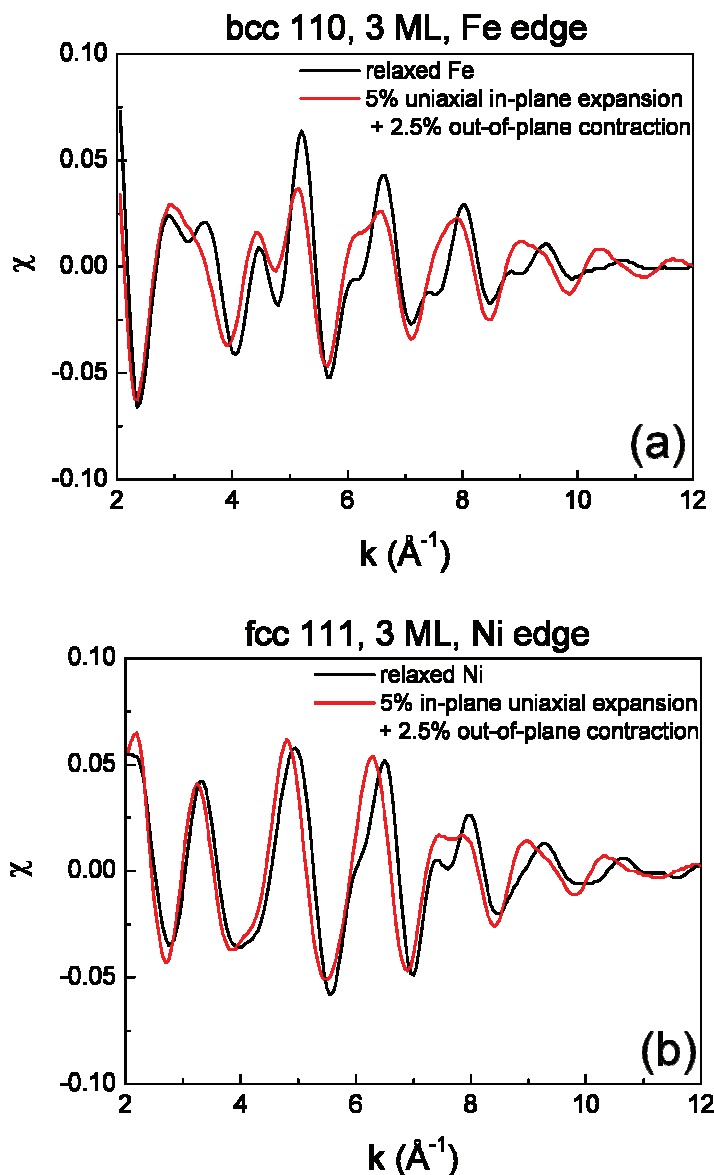 bcc 110, 3 ML, Fe edge
0.10
relaxed Fe
5% uniaxial in-plane expansion
+ 2.5% out-of-plane contraction
0.05
χ
0.00
-0.05
(a)
-0.10
2 4 6 8 10 12
k (Å⁻¹)
fcc 111, 3 ML, Ni edge
0.10
relaxed Ni
5% in-plane uniaxial expansion
+ 2.5% out-of-plane contraction
0.05
χ
0.00
-0.05
(b)
-0.10
2 4 6 8 10 12
k (Å⁻¹)